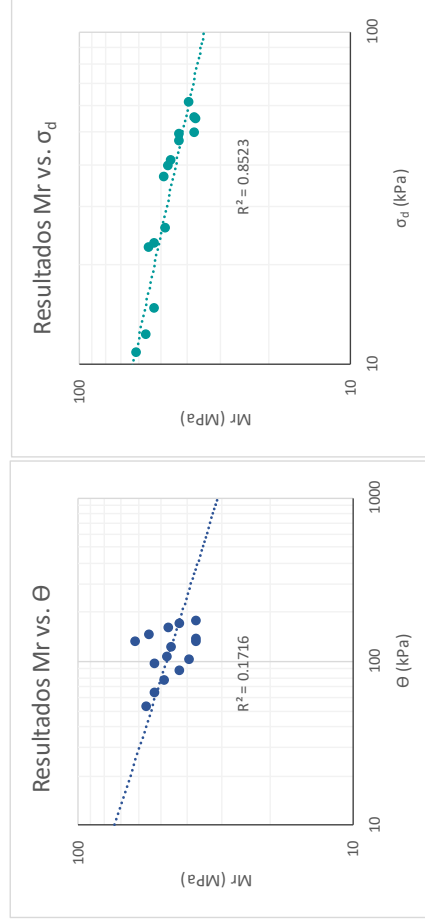 Resultados Mr vs. Θ
100
10
Mr (MPa)
10
100
1000
Θ (kPa)
R² = 0.1716
Resultados Mr vs. σd
100
10
Mr (MPa)
10
100
σd (kPa)
R² = 0.8523